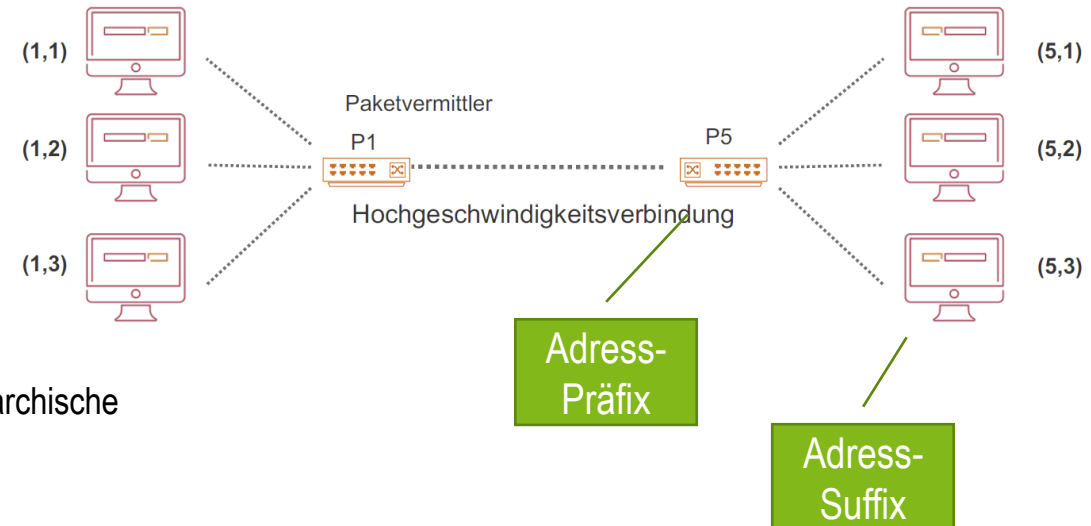 (1,1)
(5,1)
Paketvermittler
P1
P5
(1,2)
(5,2)
Hochgeschwindigkeitsverbindung
(1,3)
(5,3)
Adress-
Präfix
archische
Adress-
Suffix